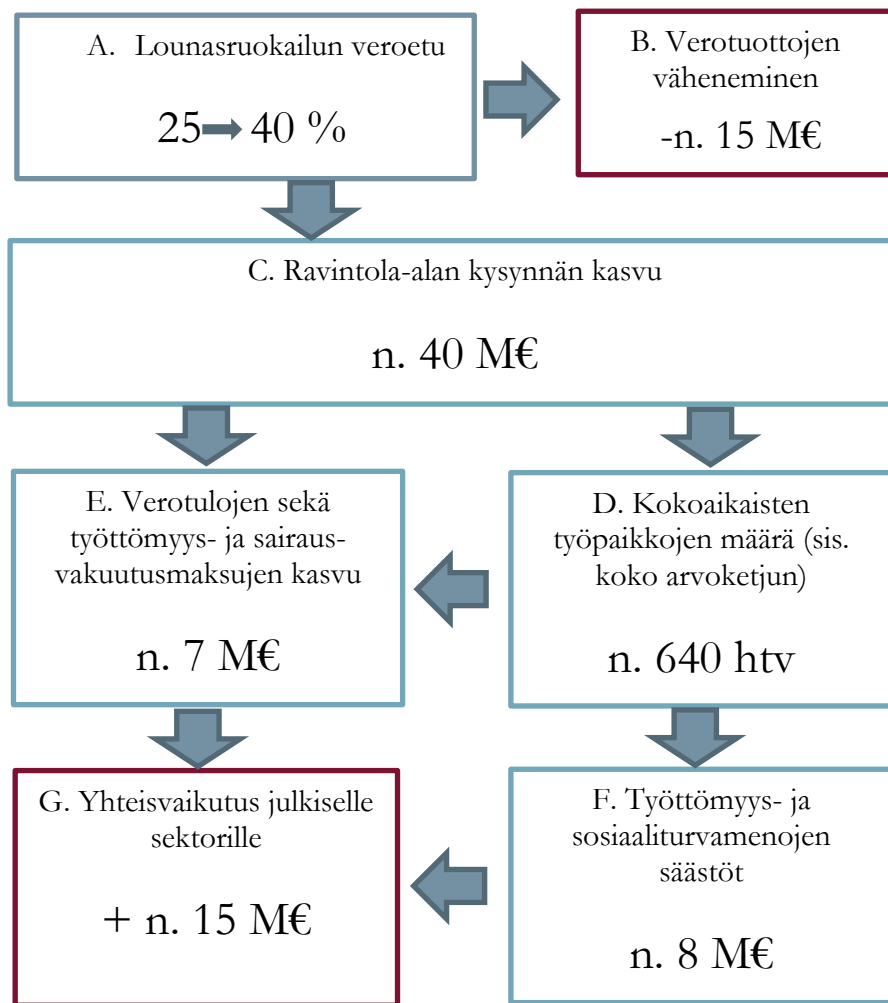 A. Lounasruokailun veroetu
25 40 %
B. Verotuottojen
väheneminen
-n. 15 M€
C. Ravintola-alan kysynnän kasvu
n. 40 M€
E. Verotulojen sekä
työttömyys- ja sairaus-
vakuutusmaksujen kasvu
n. 7 M€
D. Kokoaikaisten
työpaikkojen määrä (sis.
koko arvoketjun)
n. 640 htv
G. Yhteisvaikutus julkiselle
sektorille
+ n. 15 M€
F. Työttömyys- ja
sosiaaliturvamenojen
säästöt
n. 8 M€